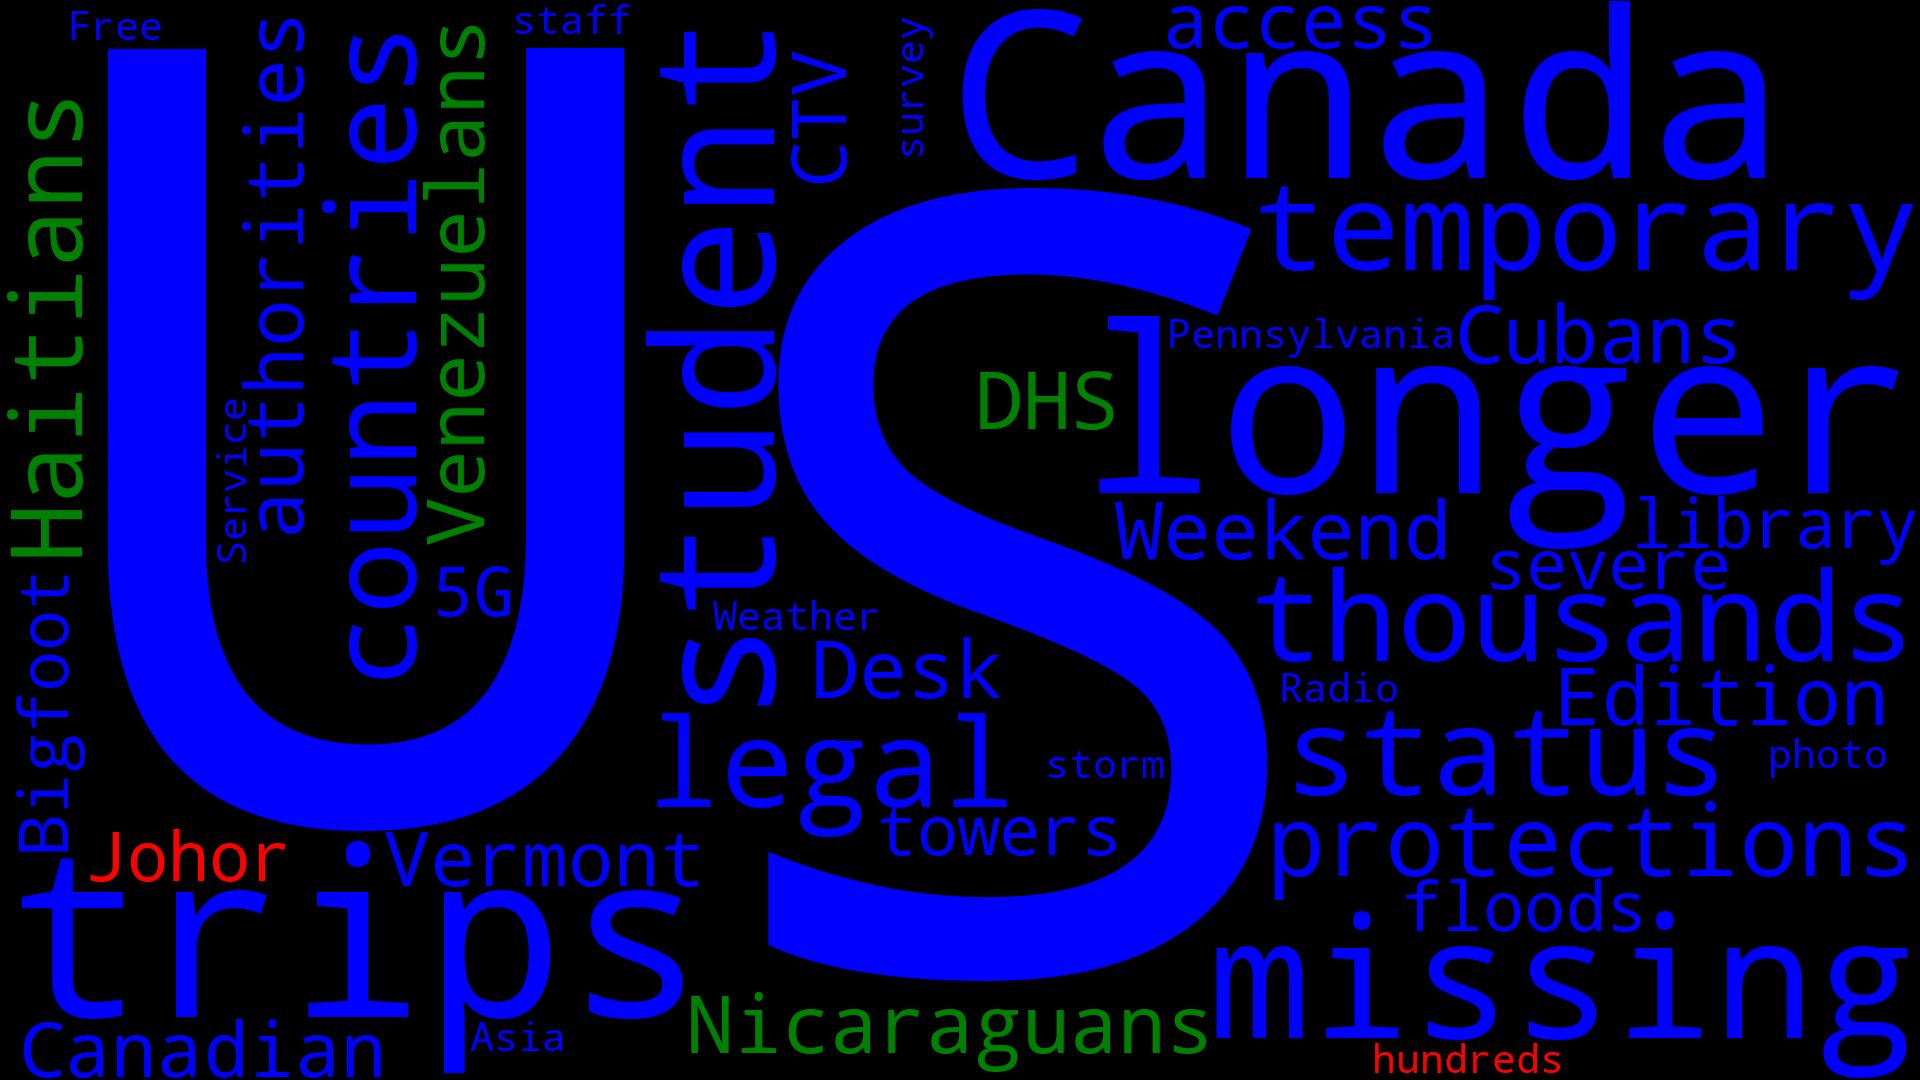 Free
staff
access
US
Canada
Haitians
authorities
countries
Venezuelans
student
CTV
survey
temporary
Pennsylvania
Cubans
DHS
longer
Service
Weekend
library
5G
severe
Bigfoot
Weather
thousands
Desk
Radio
Edition
legal
storm
status
photo
towers
protections
Johor
Vermont
trips
floods
missing
Nicaraguans
Canadian
Asia
hundreds